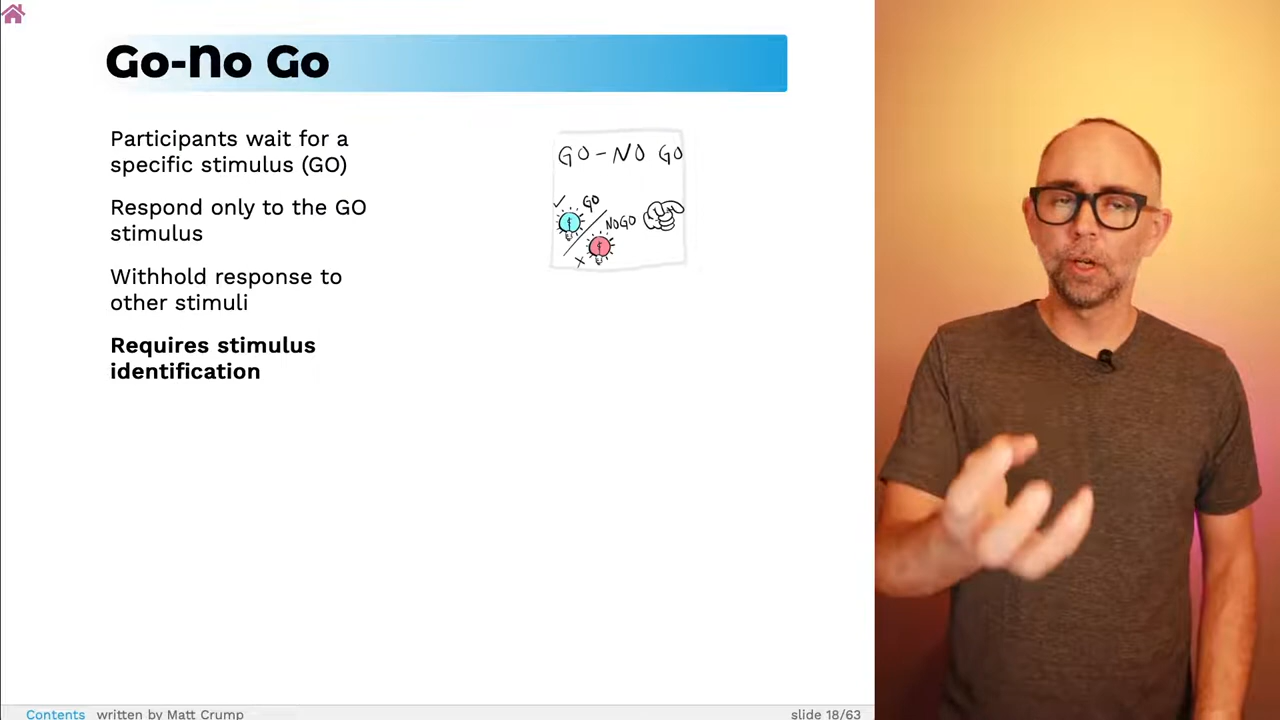 Go-No Go
Participants wait for a
specific stimulus (GO)
Respond only to the GO
stimulus
Withhold response to
other stimuli
Requires stimulus
identification
GO-NO GO
GO
NOGO
Contents written by Matt Crump
slide 18/63